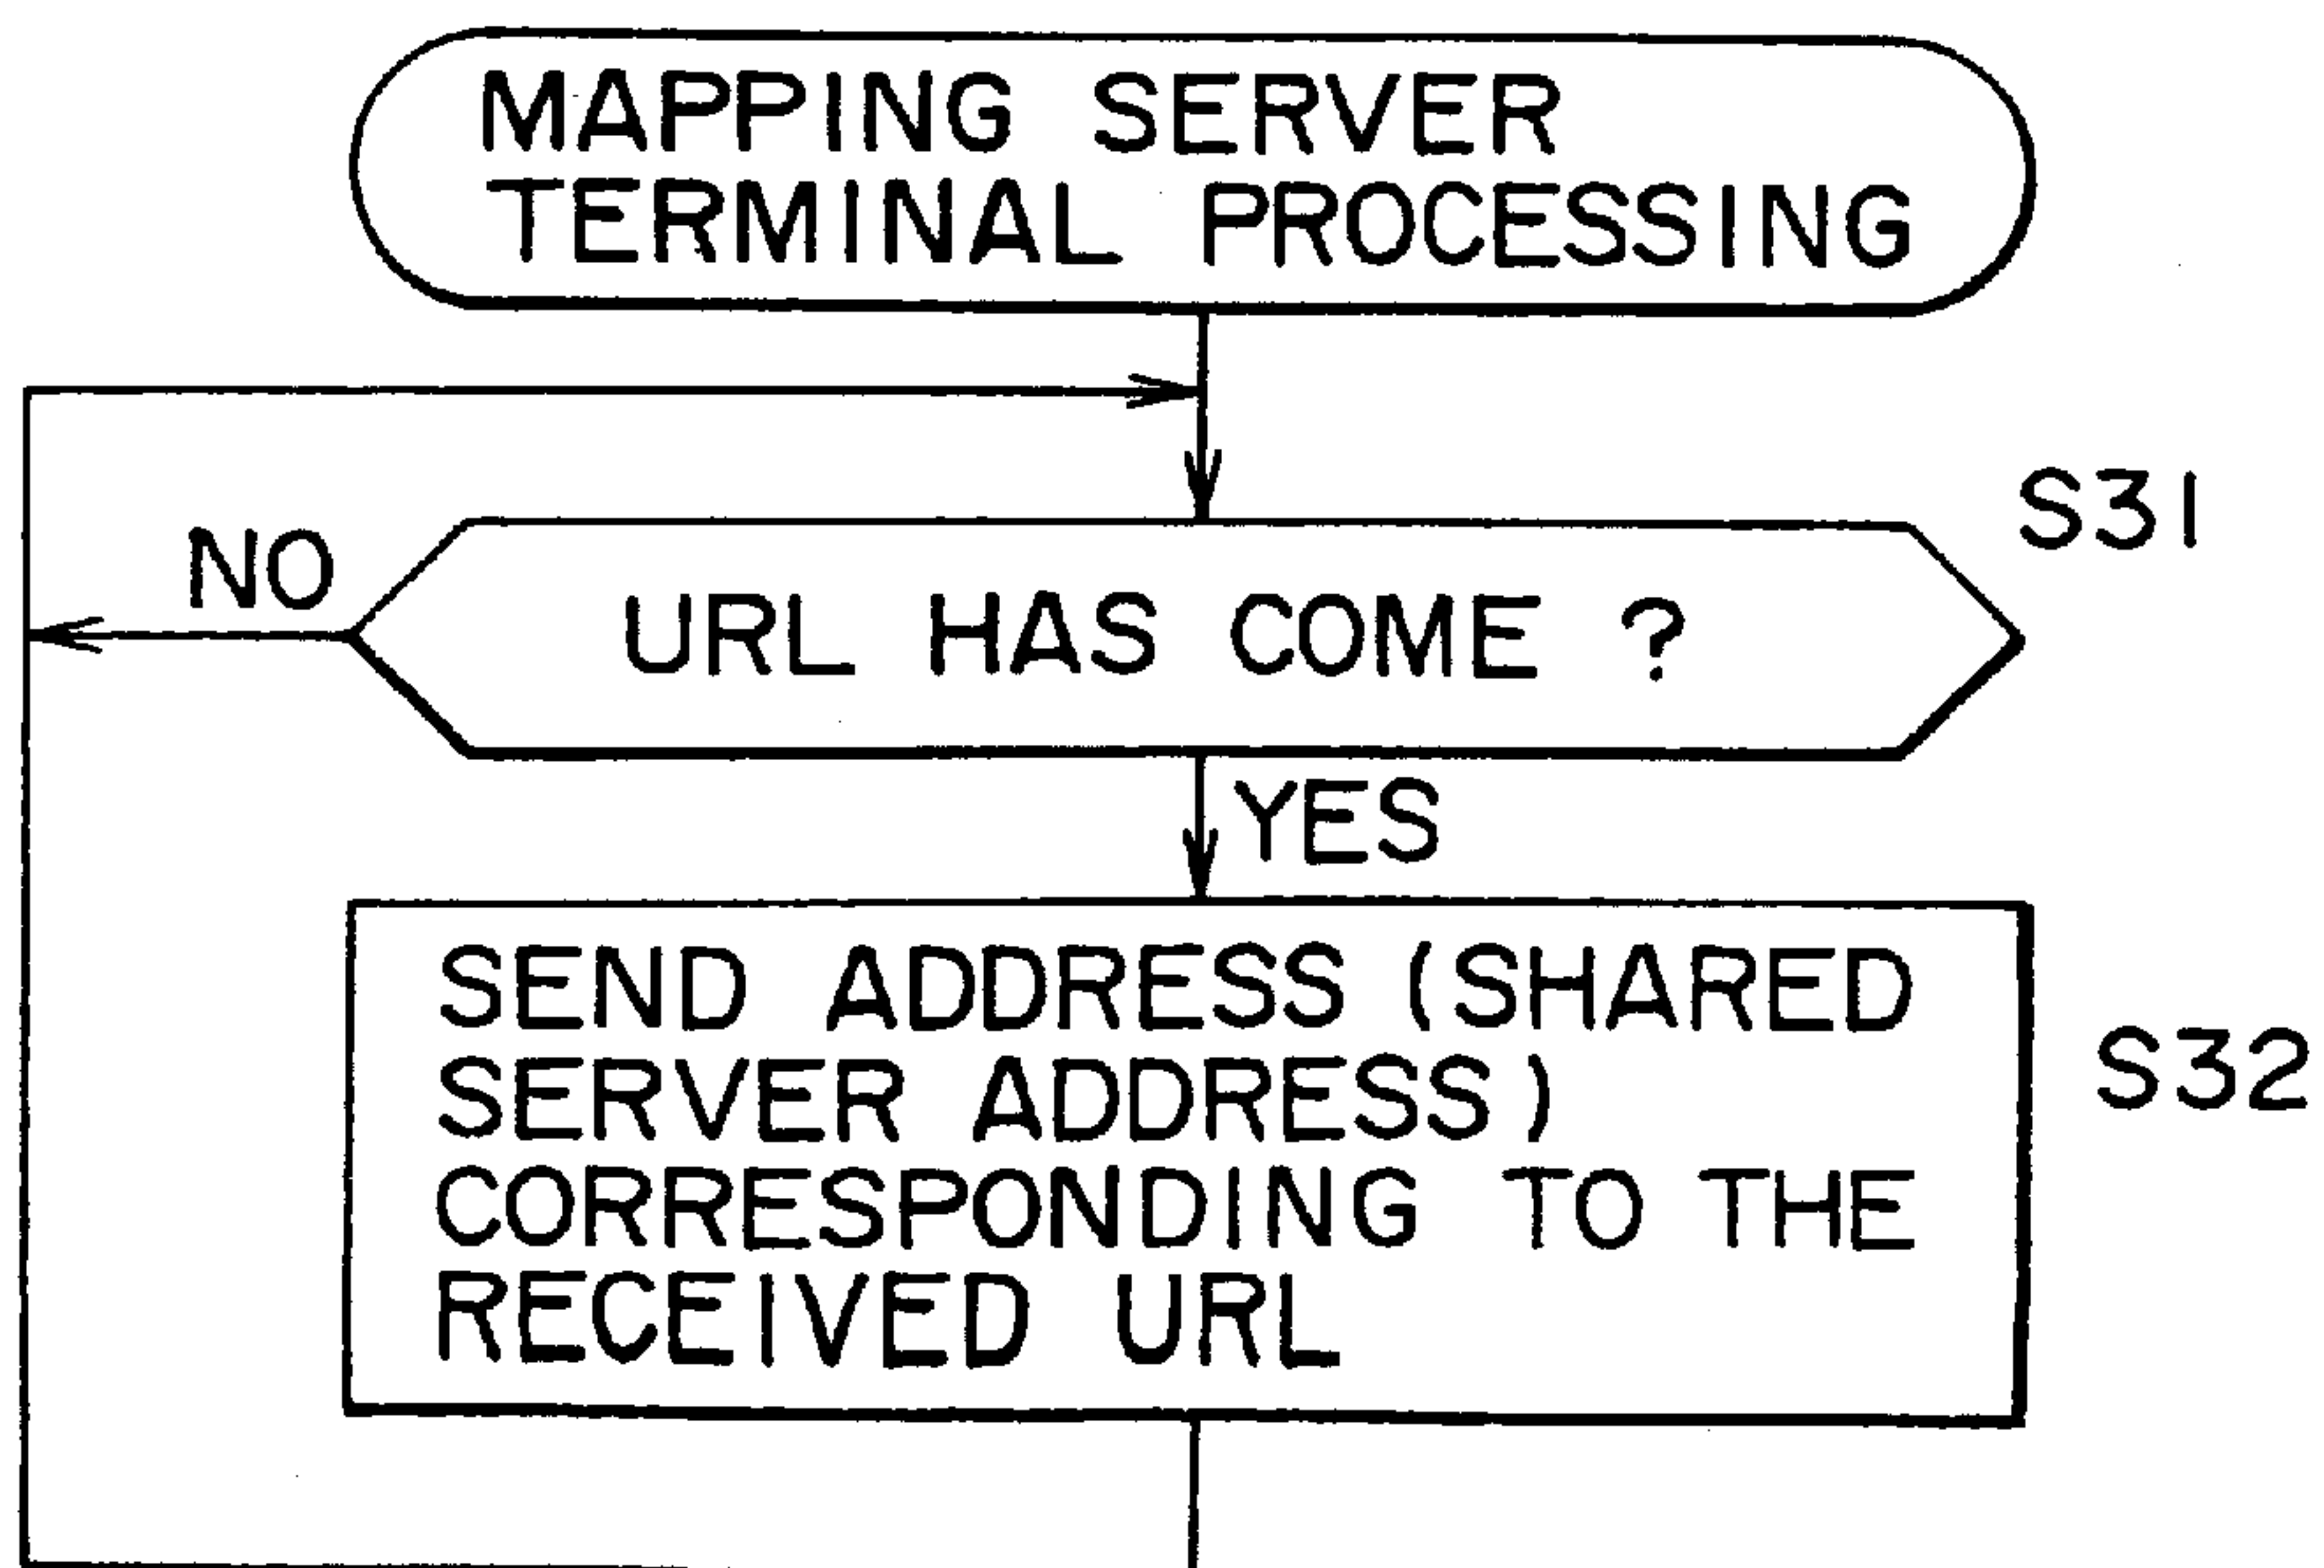 MAPPING SERVER
TERMINAL PROCESSING
S31
NO
URL HAS COME ?
YES
SEND ADDRESS (SHARED
SERVER ADDRESS)
CORRESPONDING TO THE
RECEIVED URL
S32